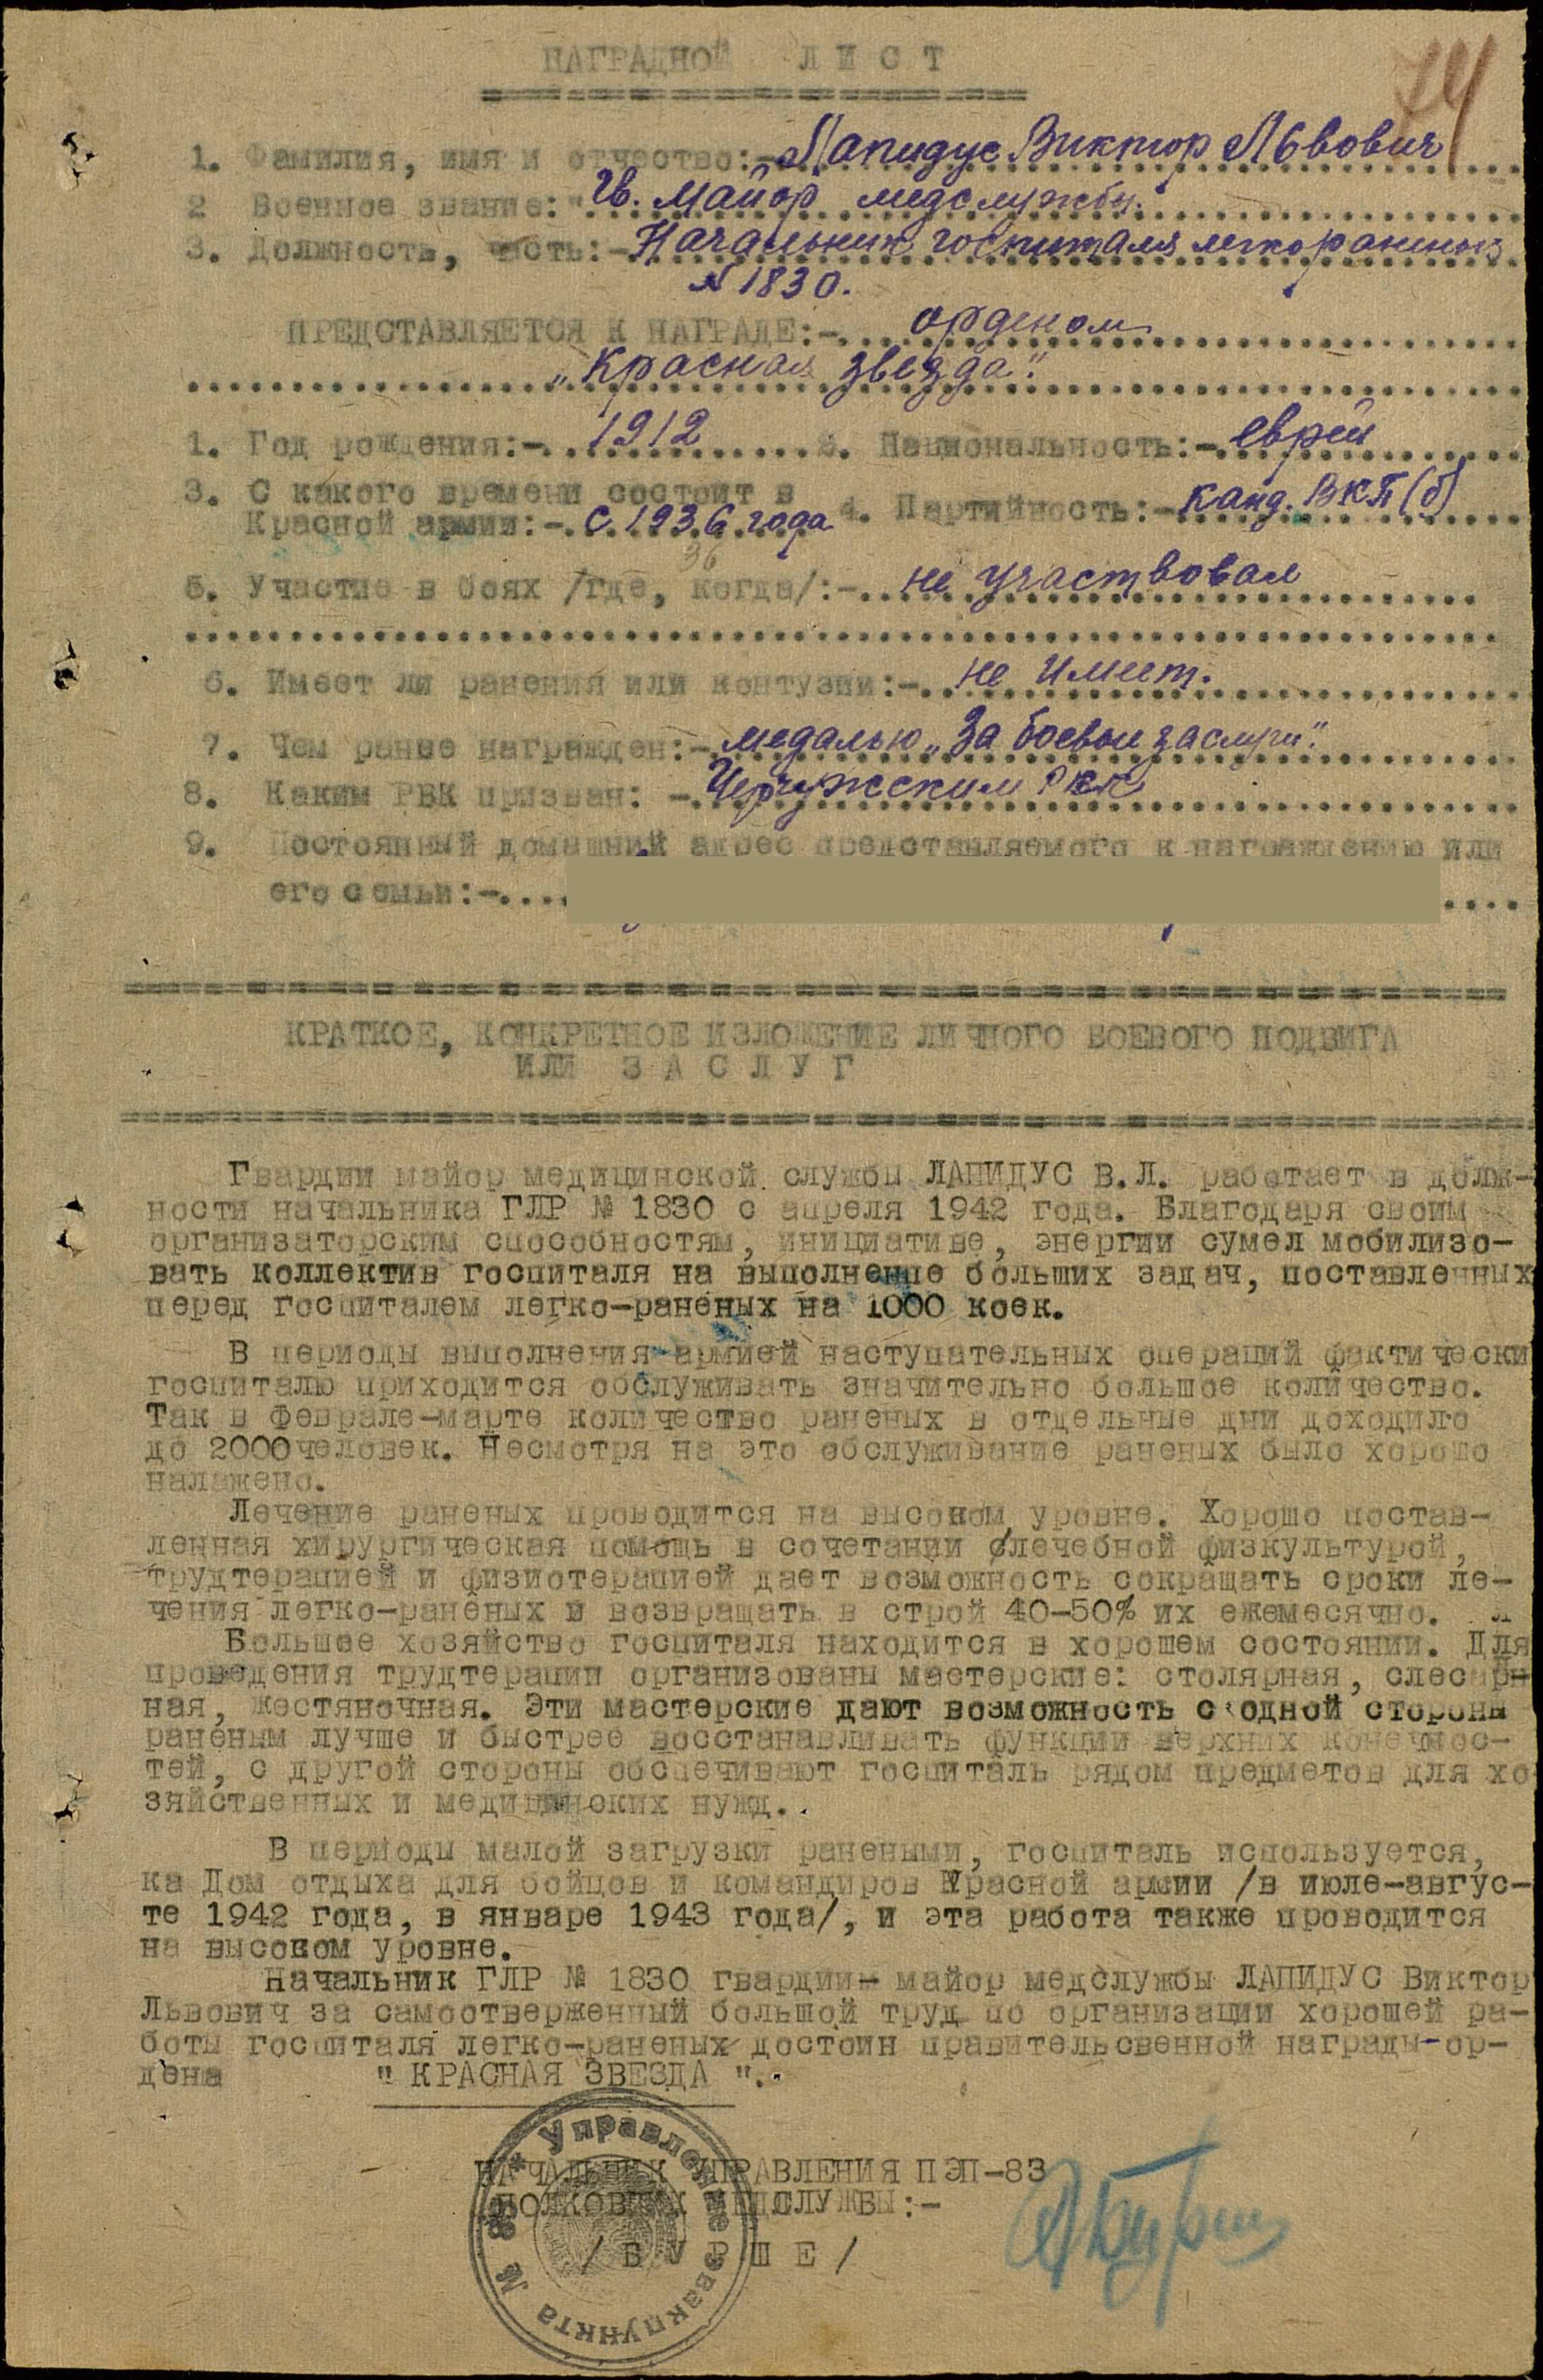 НАГРАДНОЙ ЛИСТ
74
1. Фамилия, имя и отчество:- Лапидус Виктор Львович
2 Военное звание: Гв. майор медслужбы.
3. Должность, часть:- Начальник госпиталя легкораненых
№ 1830.
ПРЕДСТАВЛЯЕТСЯ К НАГРАДЕ:- орденом
"Красная звезда".
1. Год рождения:- 1912 2. Национальность:- еврей
3. С какого времени состоит в
Красной армии:- с 1936 года 4. Партийность:- канд. ВКП(б)
36
5. Участие в боях /где, когда/:- не участвовал
6. Имеет ли ранения или контузии:- не имеет.
7. Чем ранее награжден:- медалью "За боевые заслуги".
8. Каким РВК призван: - РВК
9. Постоянный домашний адрес представляемого к награждению или
его семьи:-
КРАТКОЕ, КОНКРЕТНОЕ ИЗЛОЖЕНИЕ ЛИЧНОГО БОЕВОГО ПОДВИГА
ИЛИ ЗАСЛУГ
Гвардии майор медицинской службы ЛАПИДУС В.Л. работает в долж-
ности начальника ГЛР № 1830 с апреля 1942 года. Благодаря своим
организаторским способностям, инициативе, энергии сумел мобилизо-
вать коллектив госпиталя на выполнение больших задач, поставленных
перед госпиталем легко-раненых на 1000 коек.
В периоды выполнения армией наступательных операций фактически
госпиталю приходится обслуживать значительно большое количество.
Так в феврале-марте количество раненых в отдельные дни доходило
до 2000человек. Несмотря на это обслуживание раненых было хорошо
налажено.
Лечение раненых проводится на высоком уровне. Хорошо постав-
ленная хирургическая помощь в сочетании с лечебной физкультурой,
трудтерапией и физиотерапией дает возможность сокращать сроки ле-
чения легко-раненых и возвращать в строй 40-50% их ежемесячно.
Большое хозяйство госпиталя находится в хорошем состоянии. Для
проведения трудтерапии организованы мастерские: столярная, слесар-
ная, жестяночная. Эти мастерские дают возможность с одной стороны
раненым лучше и быстрее восстанавливать функции верхних конечнос-
тей, с другой стороны обспечивают госпиталь рядом предметов для хо
зяйственных и медицинских нужд.
В периоды малой загрузки ранеными, госпиталь используется,
ка Дом отдыха для бойцов и командиров Красной армии /в июле-авгус-
те 1942 года, в январе 1943 года/, и эта работа также проводится
на высоком уровне.
Начальник ГЛР № 1830 гвардии- майор медслужбы ЛАПИДУС Виктор
Львович за самоотверженный большой труд по организации хорошей ра-
боты госпиталя легко-раненых достоин правительсвенной награды-ор-
дена " КРАСНАЯ ЗВЕЗДА ".
НАЧАЛЬНИК УПРАВЛЕНИЯ ПЭП-83
ПОЛКОВНИК МЕДСЛУЖБЫ:-
/ Б У Р Ш Е /
Управление эвакпункта № 83